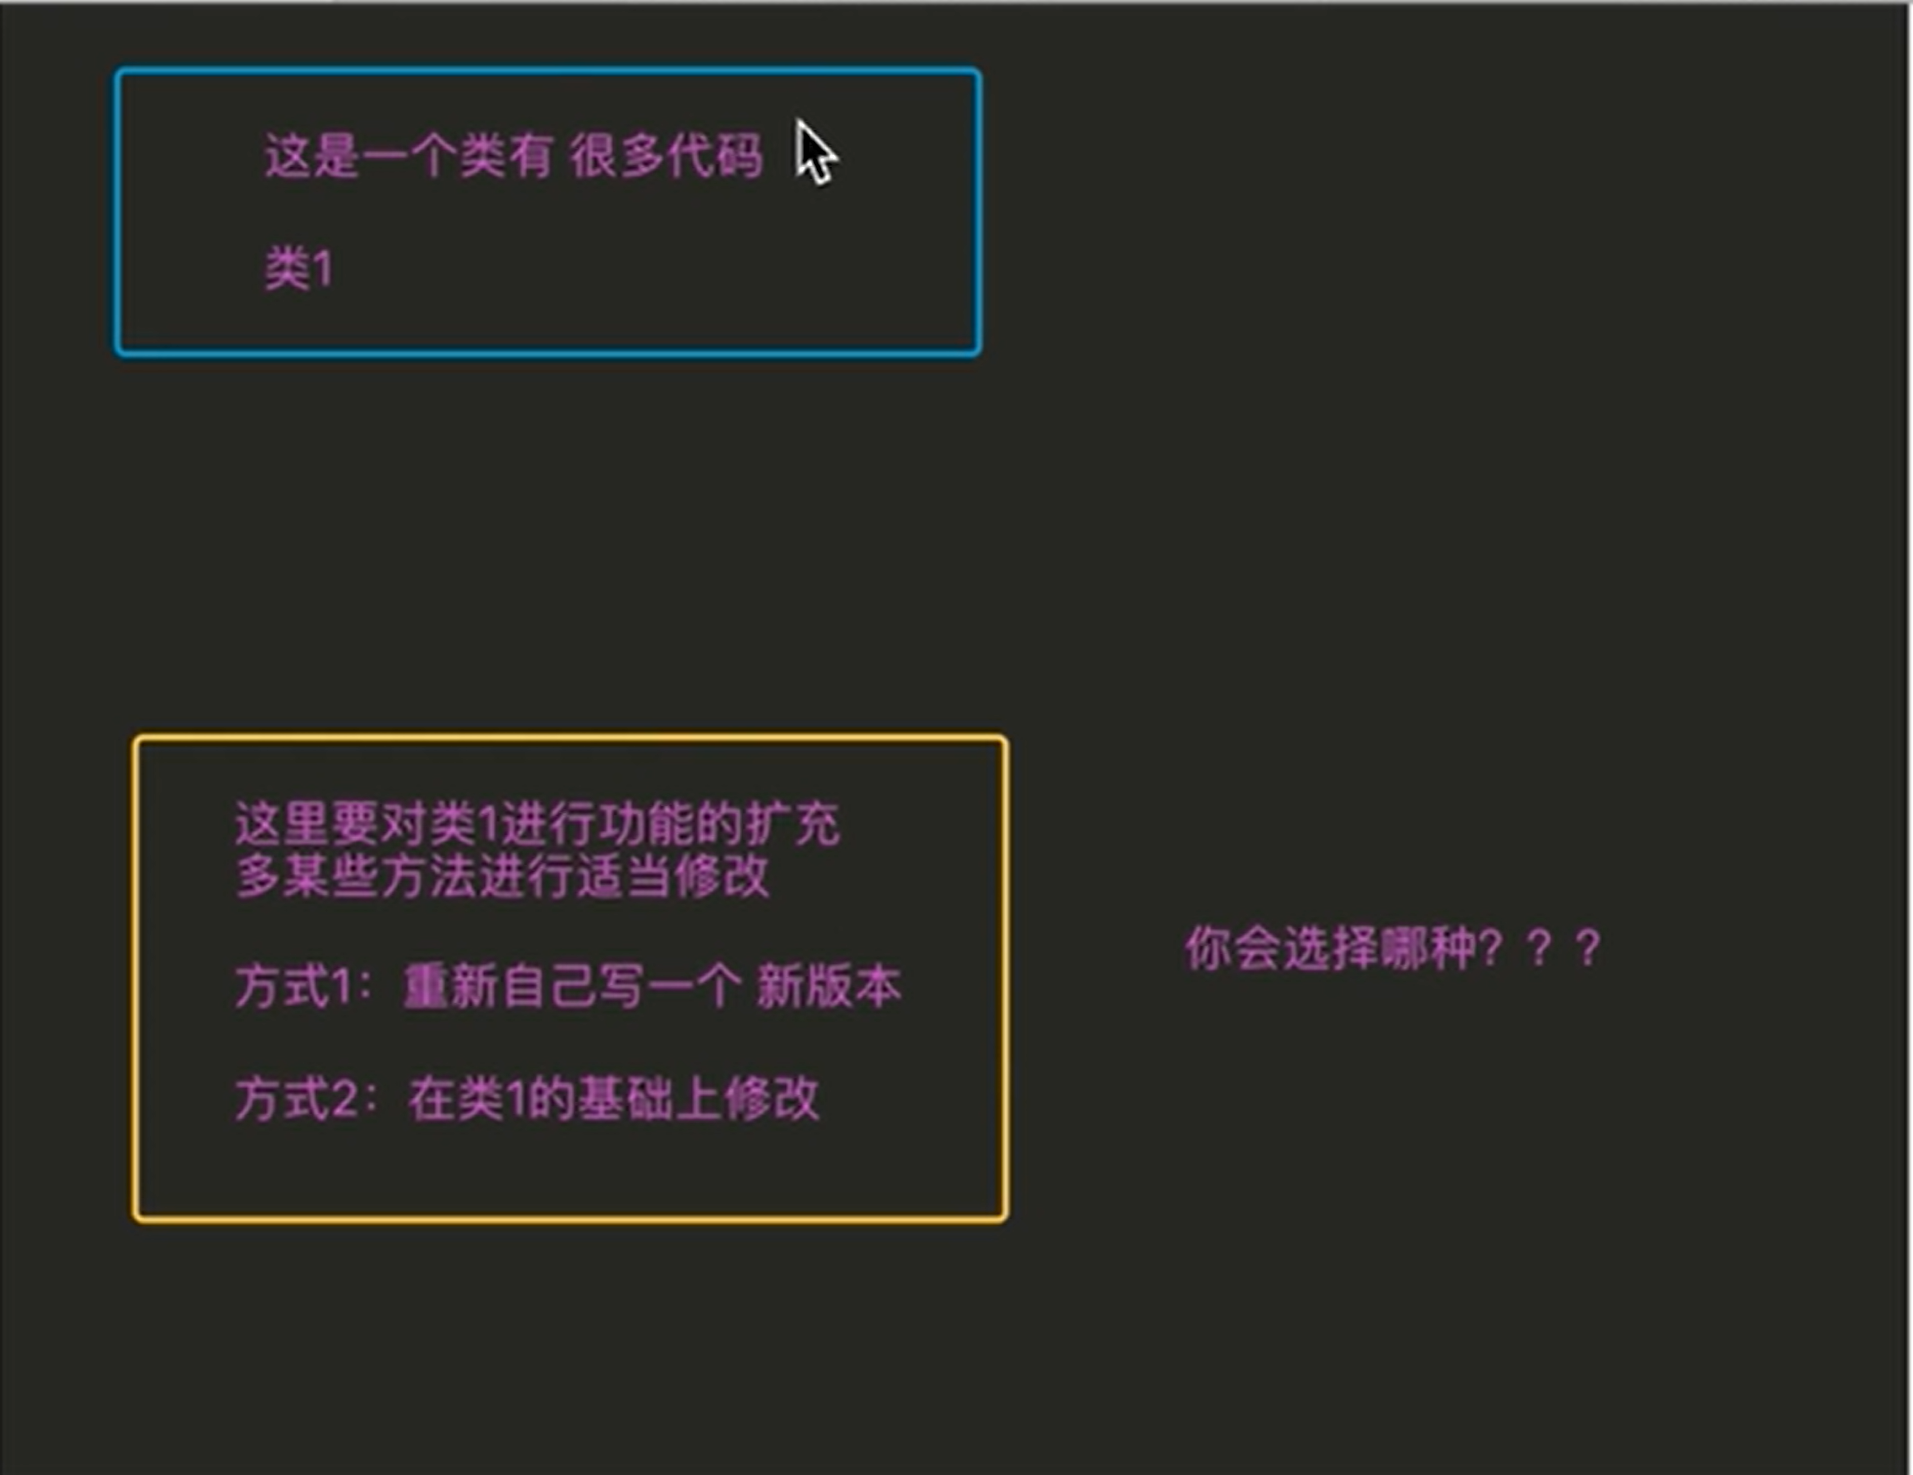 这是一个类有 很多代码
类1
这里要对类1进行功能的扩充
多某些方法进行适当修改
方式1：重新自己写一个 新版本
方式2：在类1的基础上修改
你会选择哪种？？？